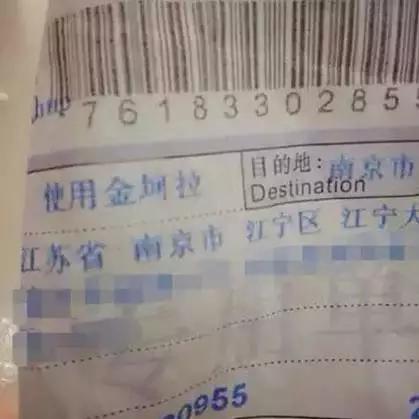 76183302855
使用金坷拉
目的地: 南京市
Destination
江苏省 南京市 江宁区 江宁大
0955